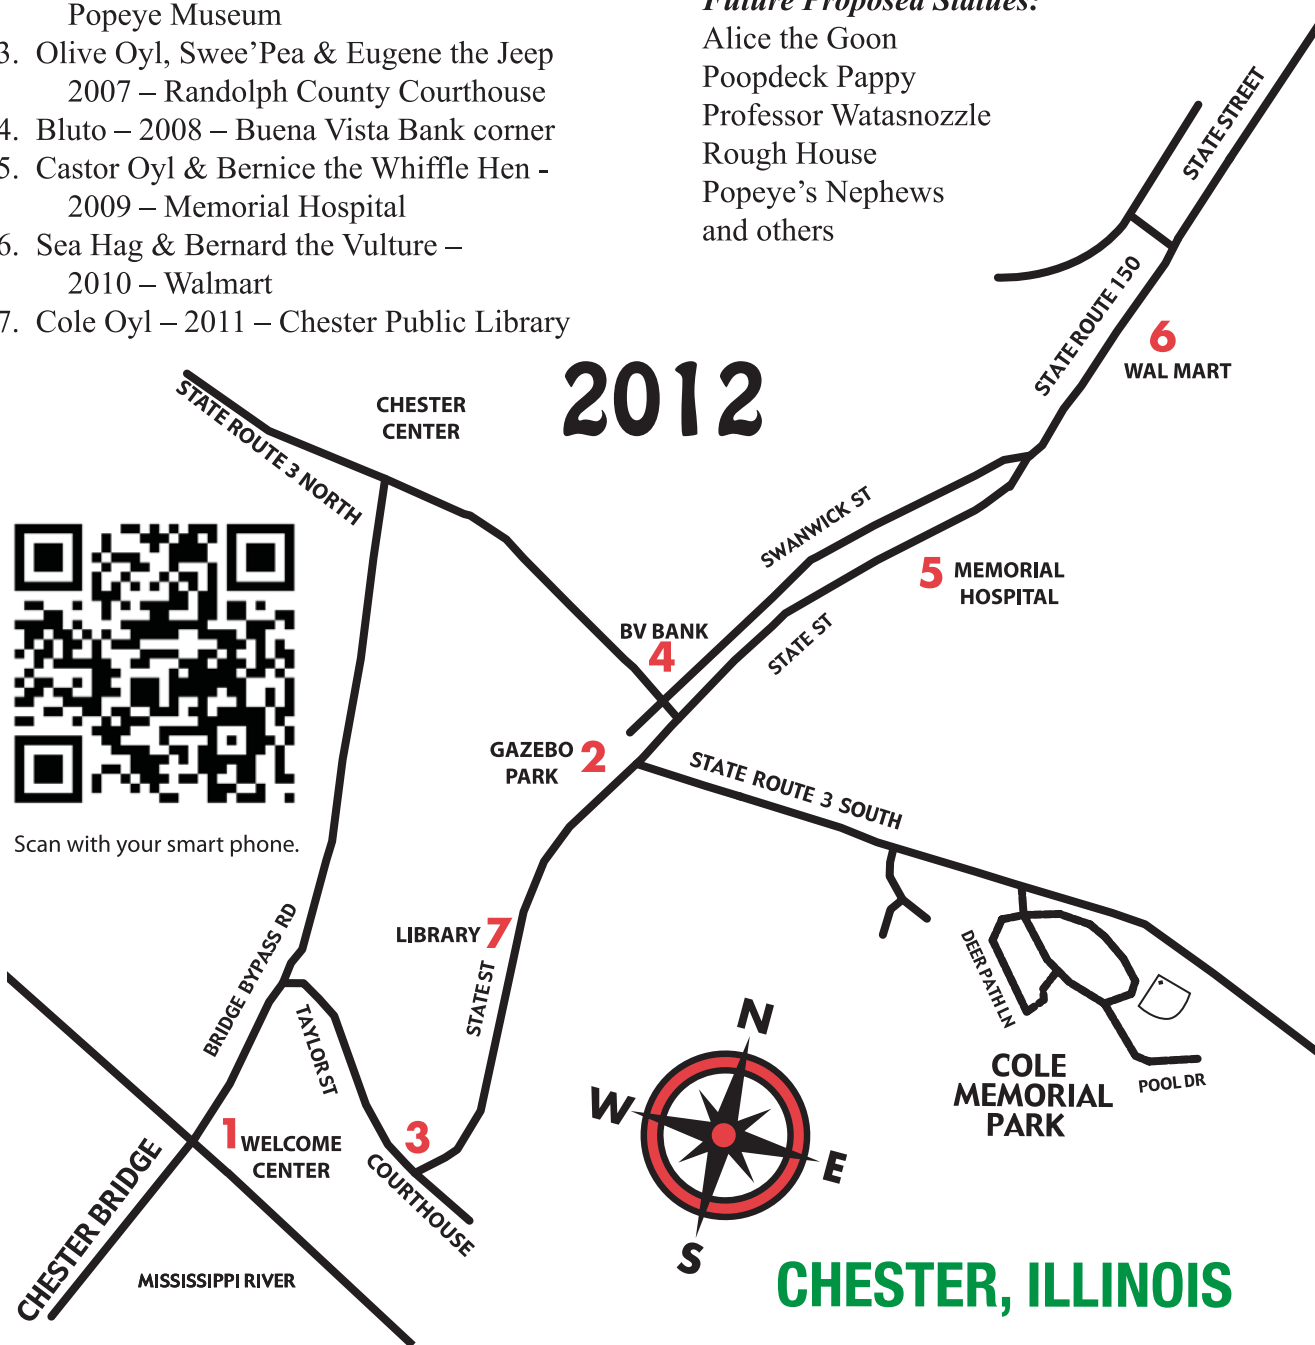 Popeye Museum
3. Olive Oyl, Swee’Pea & Eugene the Jeep
2007 – Randolph County Courthouse
4. Bluto – 2008 – Buena Vista Bank corner
5. Castor Oyl & Bernice the Whiffle Hen -
2009 – Memorial Hospital
6. Sea Hag & Bernard the Vulture –
2010 – Walmart
7. Cole Oyl – 2011 – Chester Public Library
Future Proposed Statues:
Alice the Goon
Poopdeck Pappy
Professor Watasnozzle
Rough House
Popeye’s Nephews
and others
STATE STREET
STATE ROUTE 150
6
WAL MART
2012
CHESTER
CENTER
STATE ROUTE 3 NORTH
SWANWICK ST
5 MEMORIAL
HOSPITAL
BV BANK
4
STATE ST
GAZEBO
PARK
2
STATE ROUTE 3 SOUTH
Scan with your smart phone.
LIBRARY 7
STATE ST
BRIDGE BYPASS RD
TAYLOR ST
DEER PATH LN
COLE
MEMORIAL
PARK
POOL DR
N
W
E
S
1 WELCOME
CENTER
3
COURTHOUSE
CHESTER BRIDGE
MISSISSIPPI RIVER
CHESTER, ILLINOIS